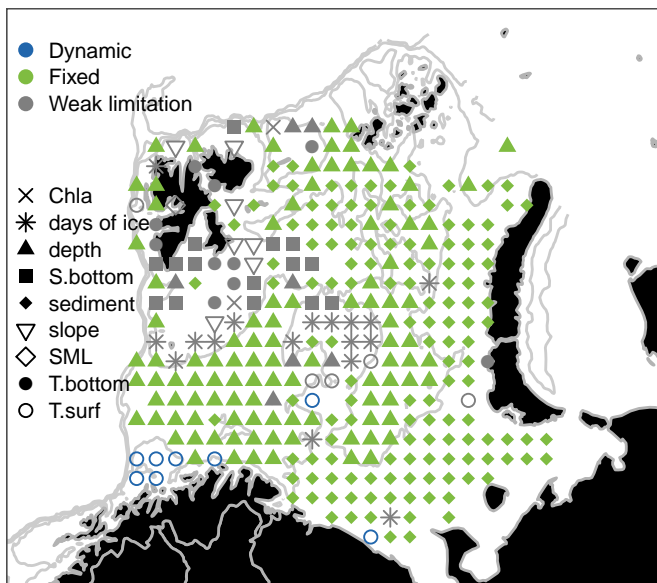 Dynamic
Fixed
Weak limitation
Chla
days of ice
depth
S.bottom
sediment
slope
SML
T.bottom
T.surf